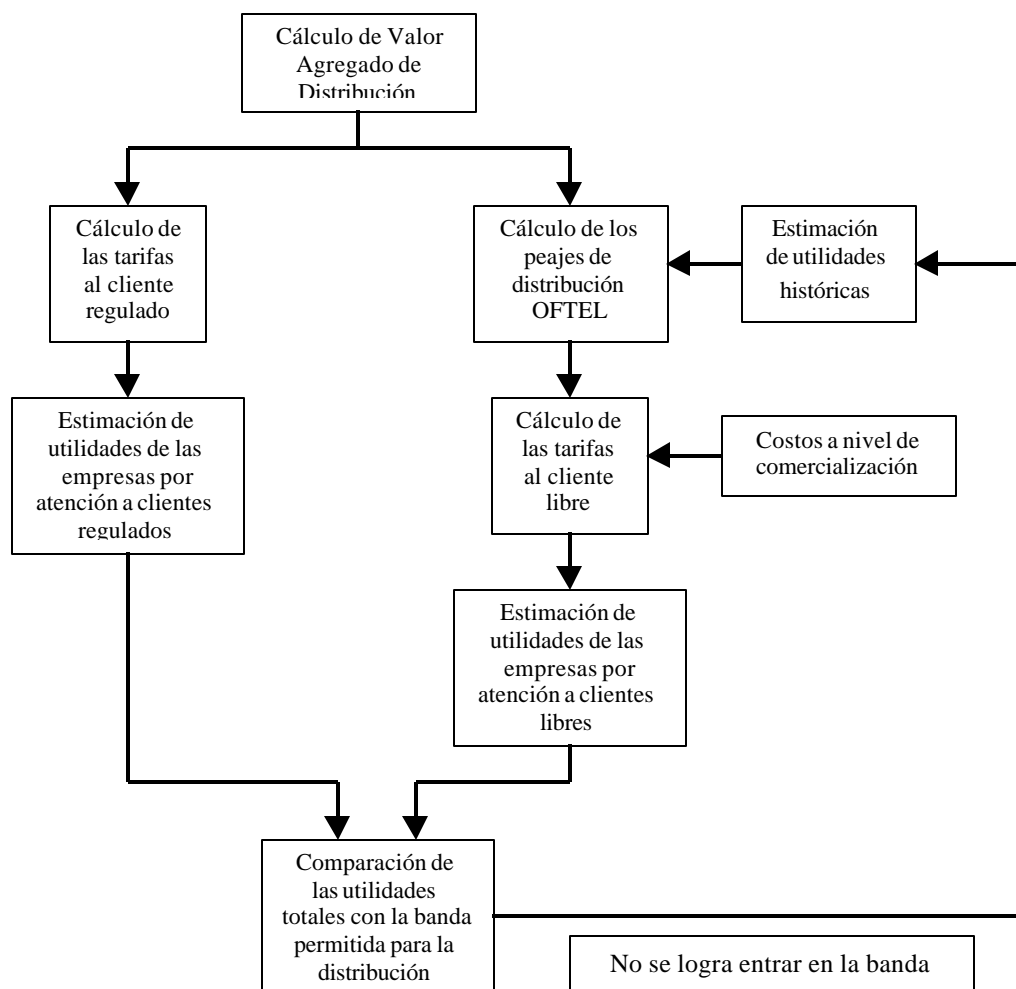 Cálculo de Valor
Agregado de
Distribución
Cálculo de
las tarifas
al cliente
regulado
Cálculo de los
peajes de
distribución
OFTEL
Estimación
de utilidades
históricas
Estimación de
utilidades de las
empresas por
atención a clientes
regulados
Cálculo de
las tarifas
al cliente
libre
Costos a nivel de
comercialización
Estimación de
utilidades de las
empresas por
atención a clientes
libres
Comparación de
las utilidades
totales con la banda
permitida para la
distribución
No se logra entrar en la banda